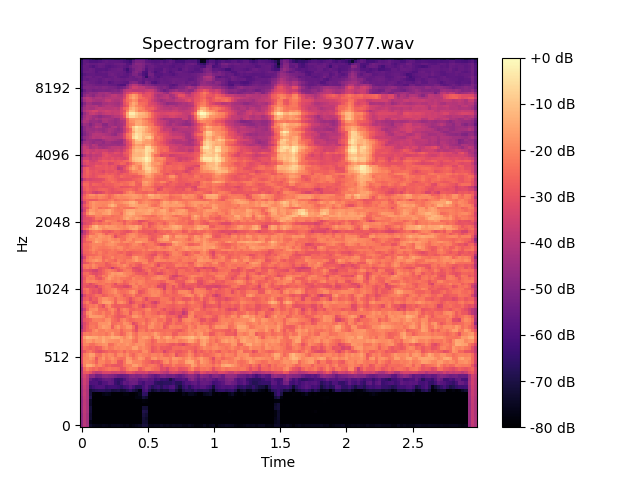 Spectrogram for File: 93077.wav
+0 dB
8192
-10 dB
4096
-20 dB
-30 dB
2048
Hz
-40 dB
1024
-50 dB
512
-60 dB
-70 dB
0
-80 dB
0 0.5 1 1.5 2 2.5
Time